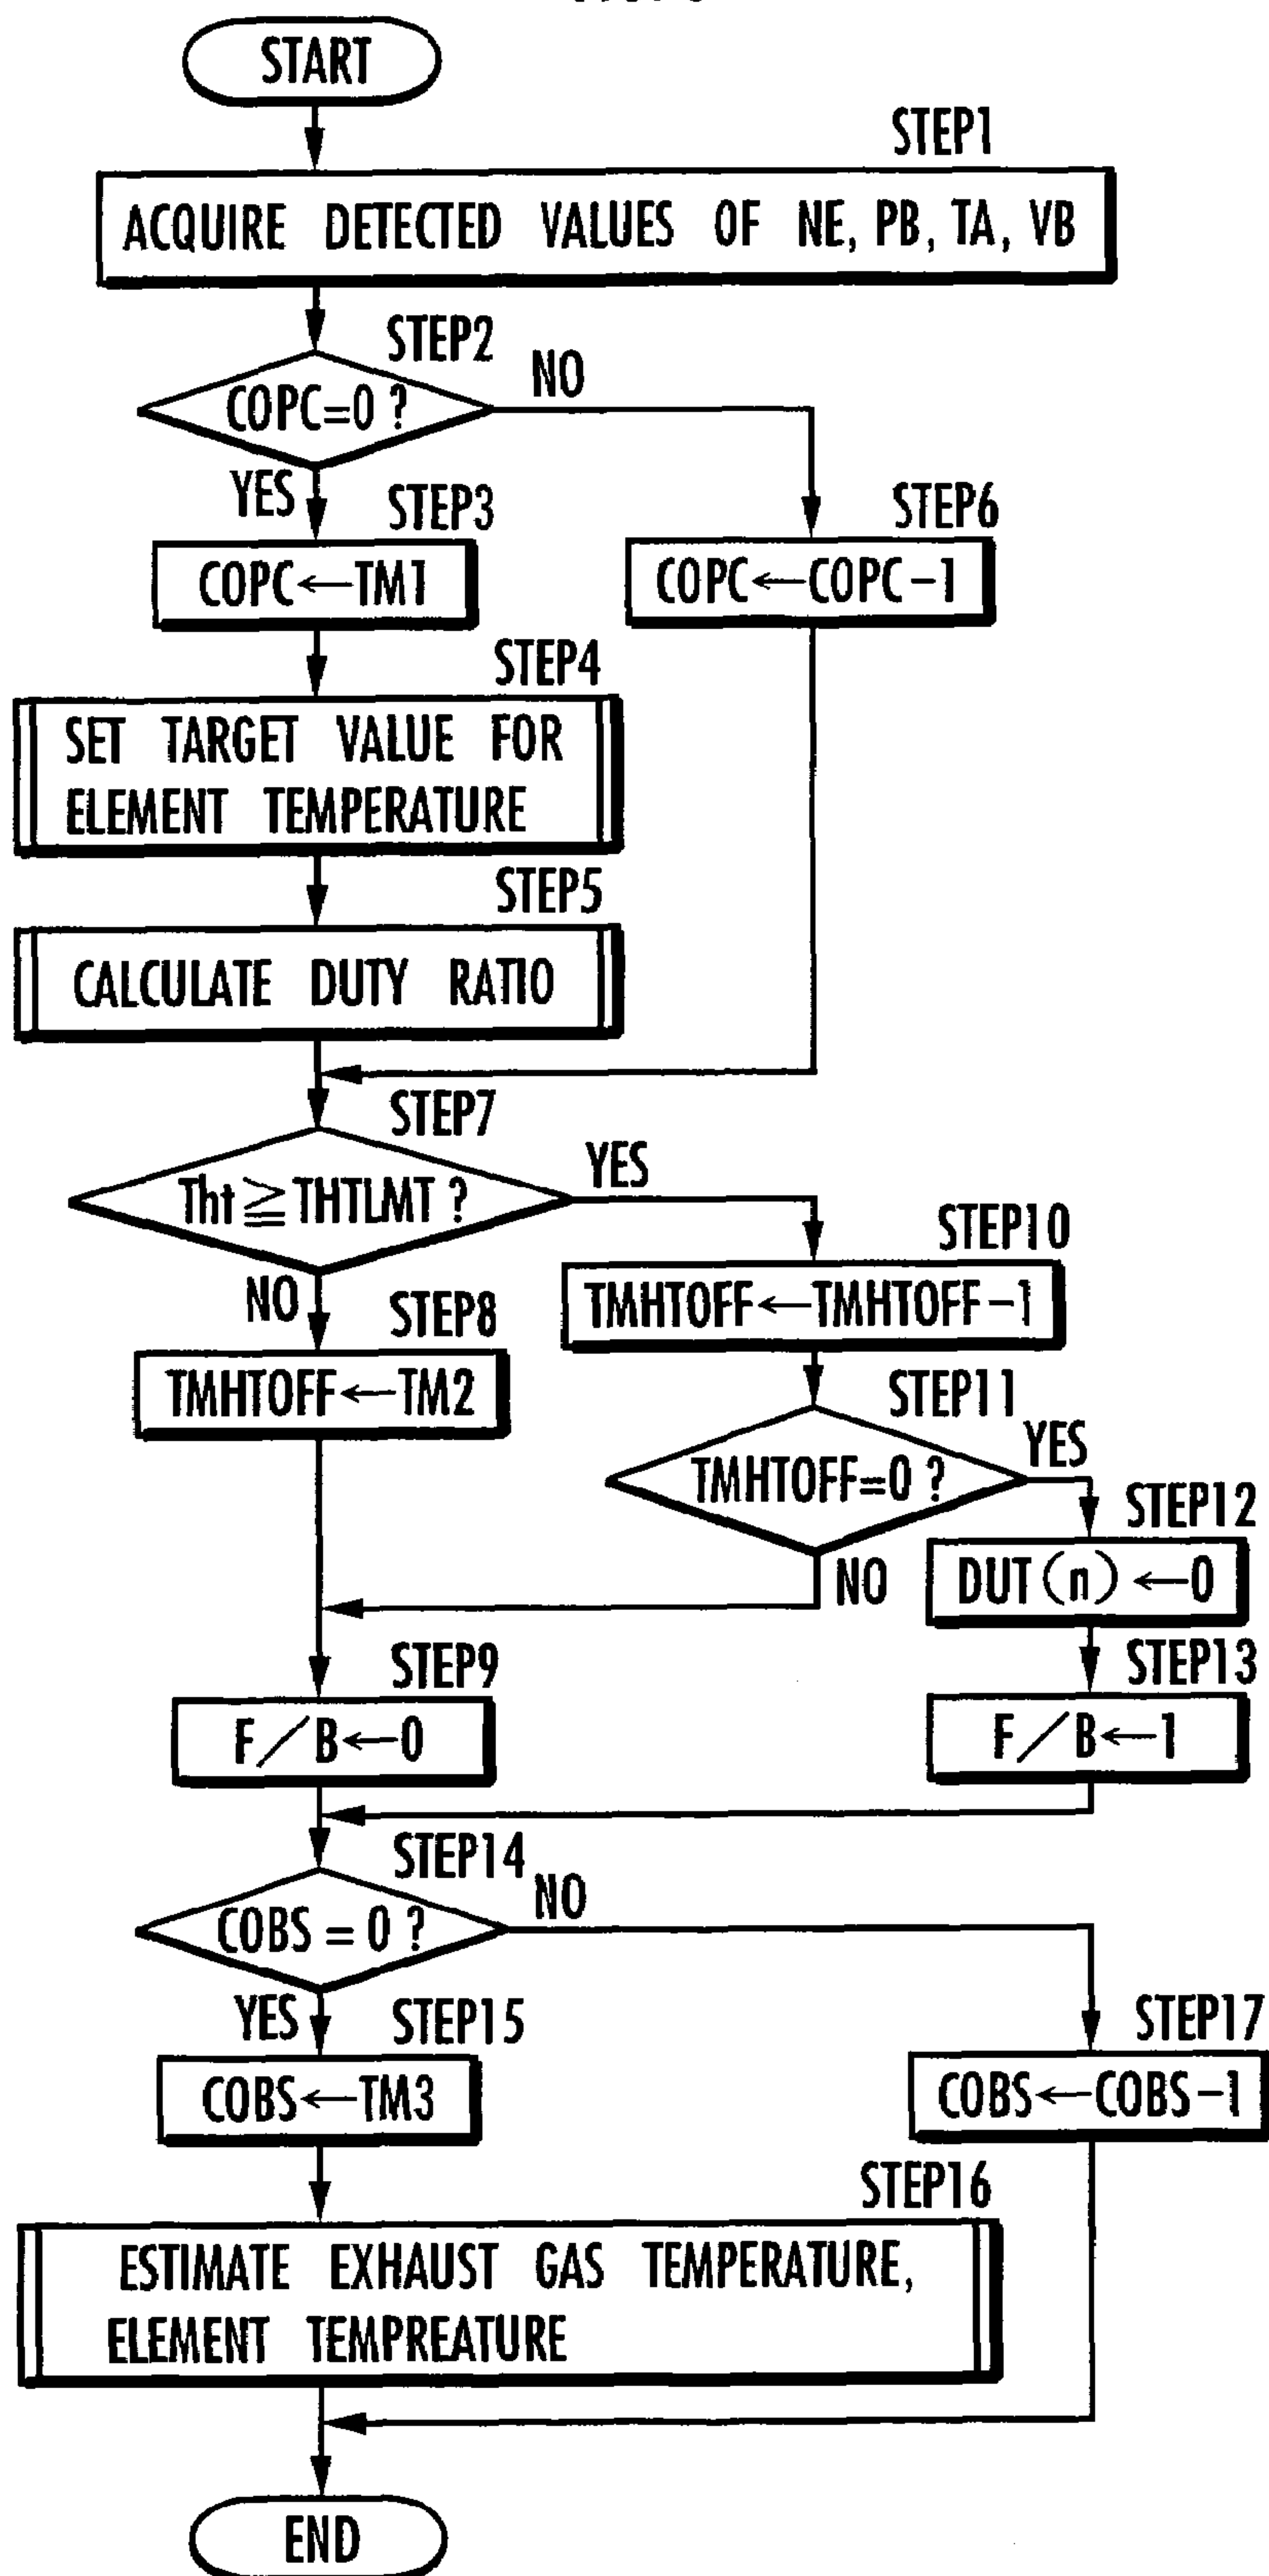 START
STEP1
ACQUIRE DETECTED VALUES OF NE, PB, TA, VB
STEP2
COPC=0 ?
NO
YES
STEP3
COPC←TM1
STEP6
COPC←COPC-1
STEP4
SET TARGET VALUE FOR
ELEMENT TEMPERATURE
STEP5
CALCULATE DUTY RATIO
STEP7
Tht≧THTLMT ?
YES
NO
STEP8
TMHTOFF←TM2
STEP10
TMHTOFF←TMHTOFF-1
STEP11
TMHTOFF=0 ?
YES
NO
STEP12
DUT(n)←0
STEP9
F/B←0
STEP13
F/B←1
STEP14
COBS = 0 ?
NO
YES
STEP15
COBS←TM3
STEP17
COBS←COBS-1
STEP16
ESTIMATE EXHAUST GAS TEMPERATURE,
ELEMENT TEMPREATURE
END